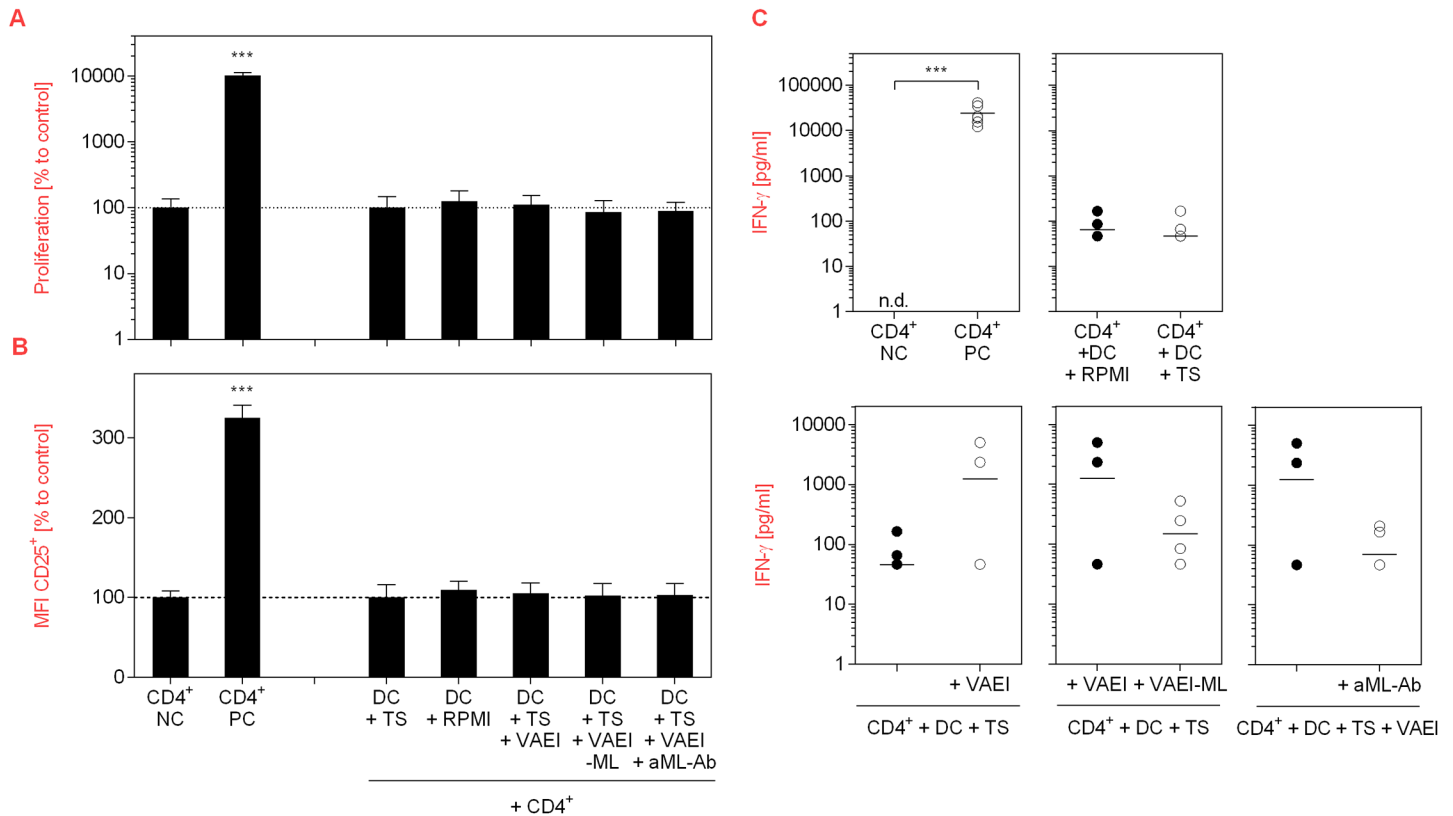 A
Proliferation [% to control]
10000
1000
100
10
1
***
B
MFI CD25⁺ [% to control]
300
200
100
0
***
CD4⁺
NC
CD4⁺
PC
DC
+ TS
DC
+ RPMI
DC
+ TS
+ VAEI
DC
+ TS
+ VAEI
-ML
DC
+ TS
+ VAEI
+ aML-Ab
+ CD4⁺
C
IFN-γ [pg/ml]
100000
10000
1000
100
10
1
***
n.d.
CD4⁺
NC
CD4⁺
PC
CD4⁺
+DC
+ RPMI
CD4⁺
+ DC
+ TS
IFN-γ [pg/ml]
10000
1000
100
10
1
+ VAEI
CD4⁺ + DC + TS
+ VAEI + VAEI-ML
CD4⁺ + DC + TS
+ aML-Ab
CD4⁺ + DC + TS + VAEI